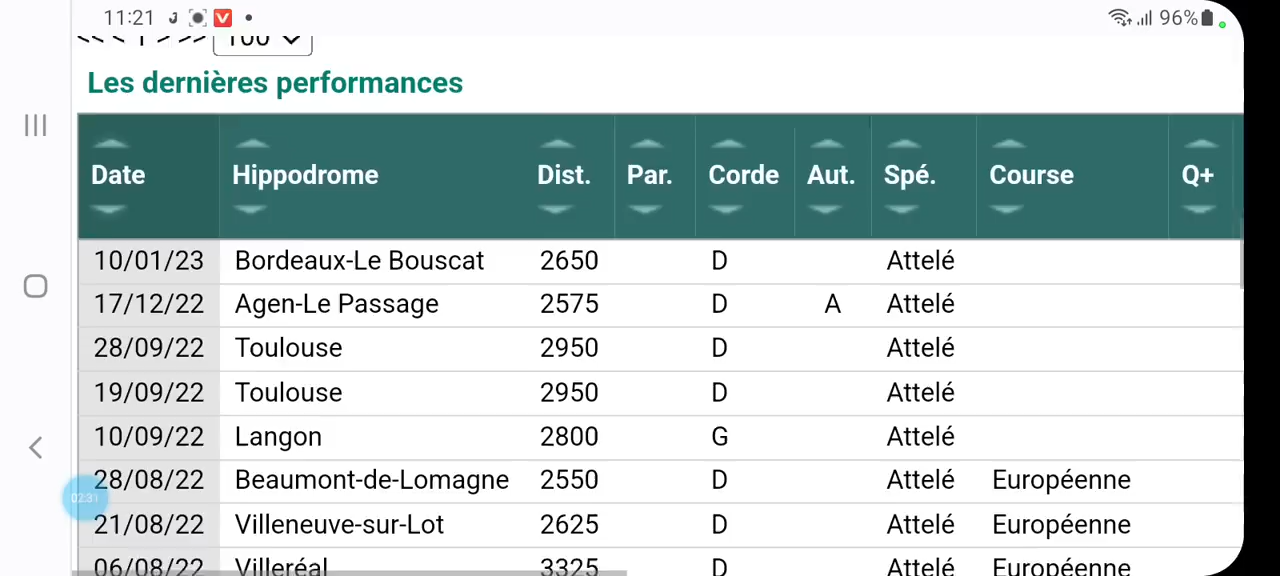 11:21 96%
<< < 1 > >> 100
Les dernières performances
Date Hippodrome Dist. Par. Corde Aut. Spé. Course Q+
10/01/23 Bordeaux-Le Bouscat 2650 D Attelé
17/12/22 Agen-Le Passage 2575 D A Attelé
28/09/22 Toulouse 2950 D Attelé
19/09/22 Toulouse 2950 D Attelé
10/09/22 Langon 2800 G Attelé
28/08/22 Beaumont-de-Lomagne 2550 D Attelé Européenne
02:31
21/08/22 Villeneuve-sur-Lot 2625 D Attelé Européenne
06/08/22 Villeréal 3325 D Attelé Européenne